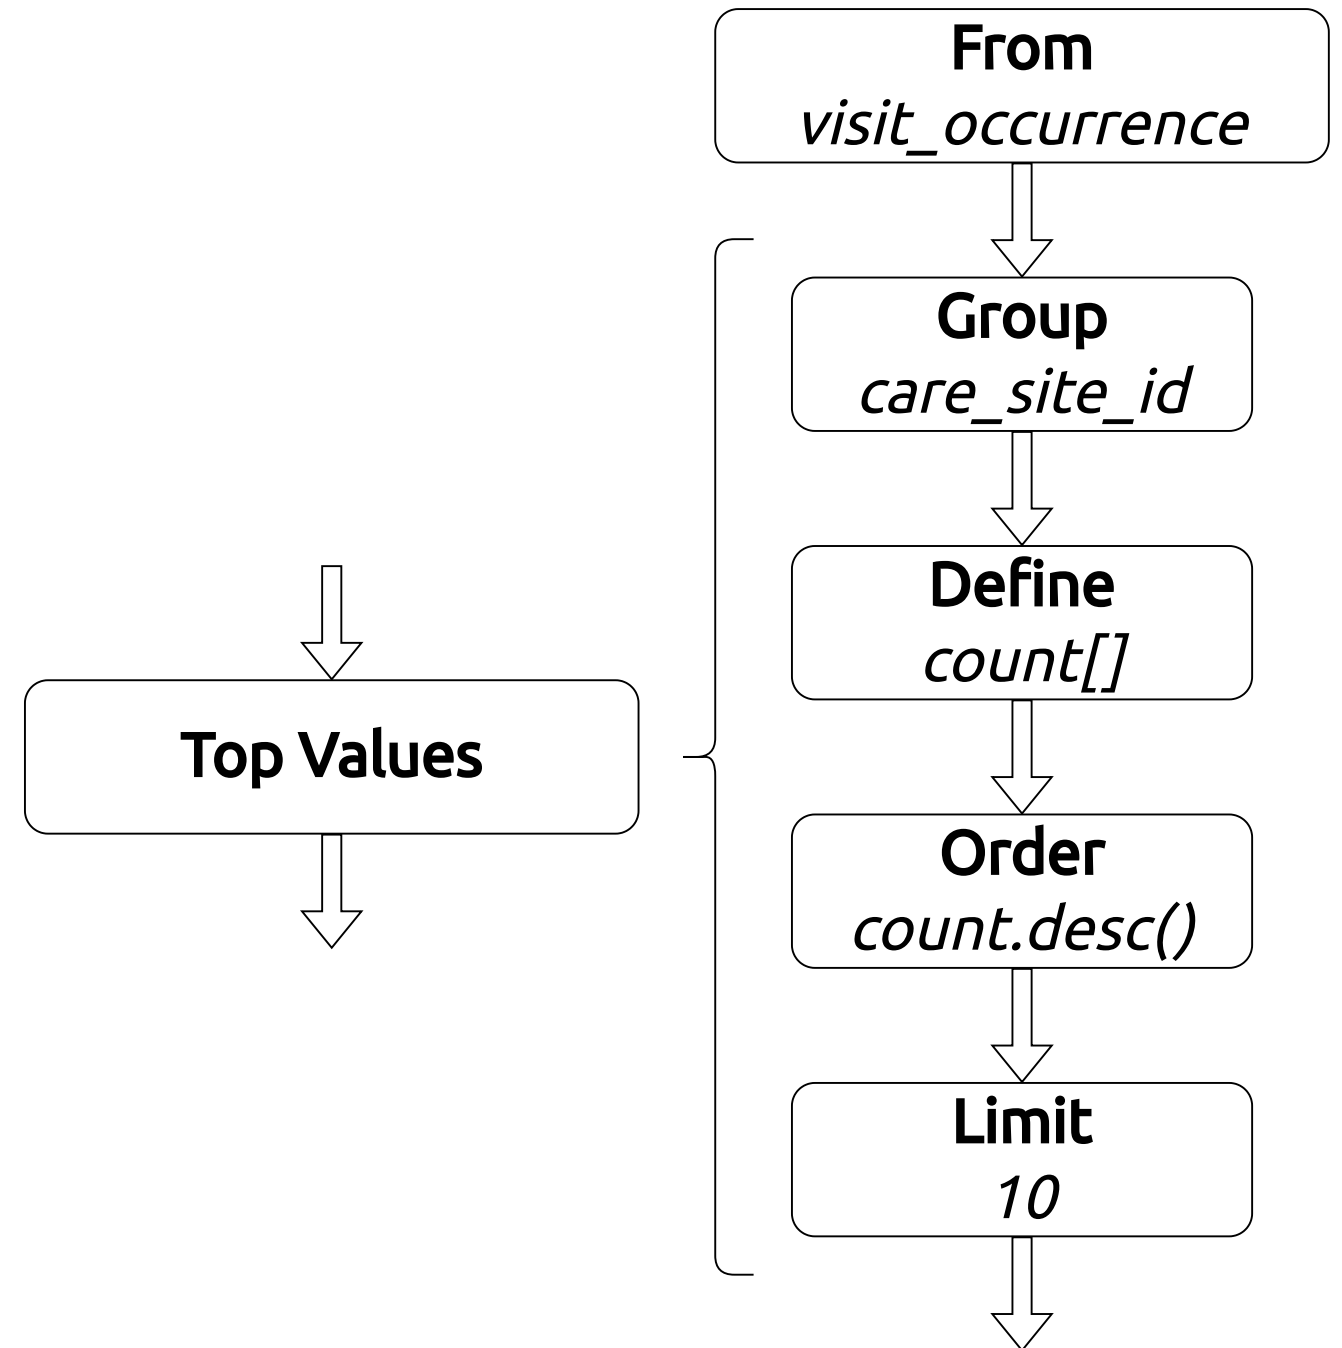 From
visit_occurrence
Group
care_site_id
Define
count[]
Top Values
Order
count.desc()
Limit
10